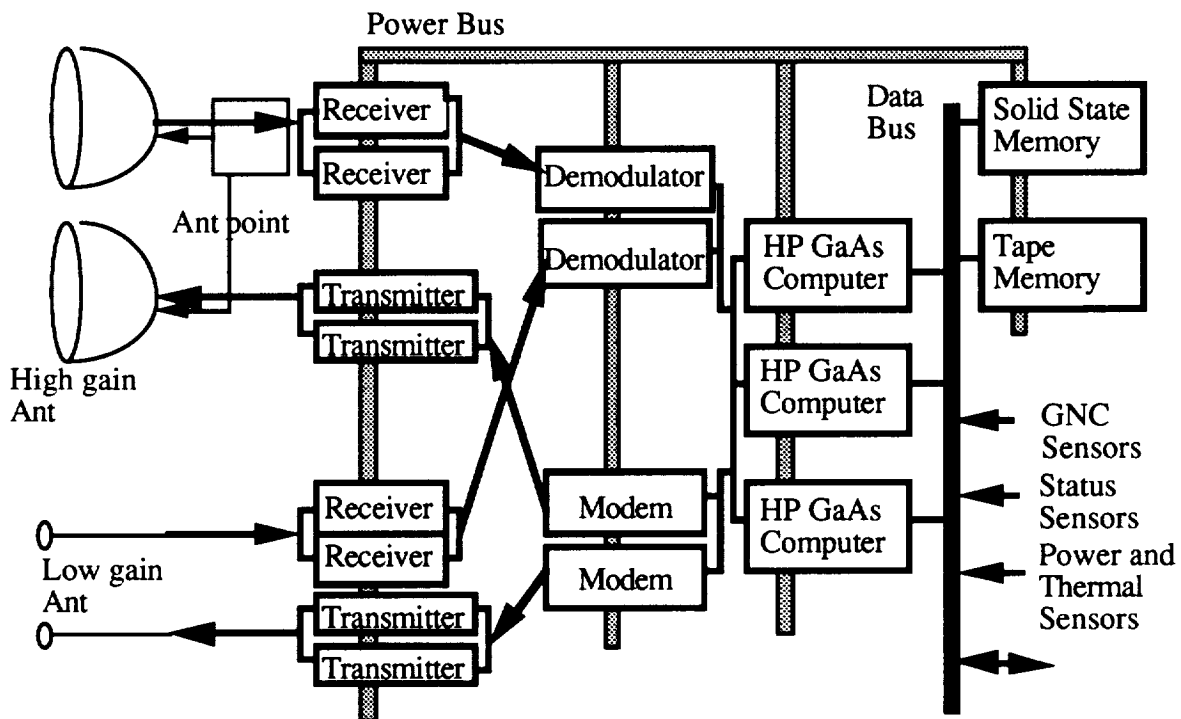 Power Bus
Receiver
Receiver
Ant point
Transmitter
Transmitter
High gain
Ant
Receiver
Receiver
Low gain
Ant
Transmitter
Transmitter
Demodulator
Demodulator
Modem
Modem
HP GaAs
Computer
HP GaAs
Computer
HP GaAs
Computer
Data
Bus
Solid State
Memory
Tape
Memory
GNC
Sensors
Status
Sensors
Power and
Thermal
Sensors